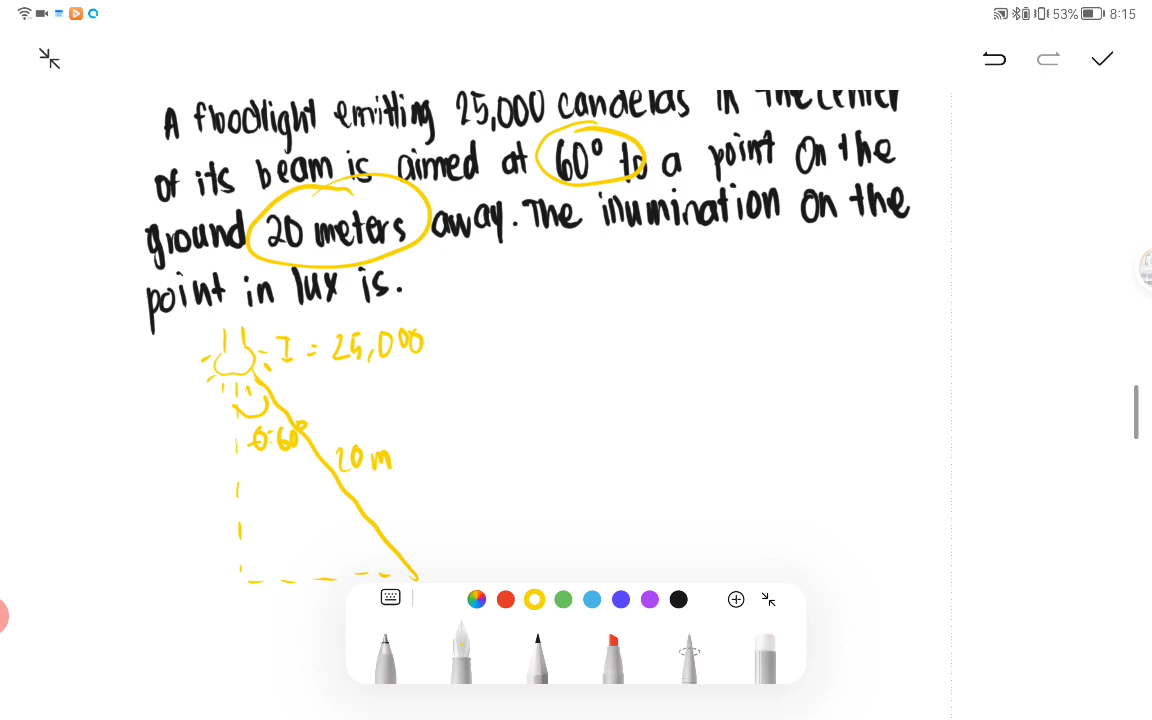 53% 8:15
A floodlight emitting 25,000 candelas in the center
of its beam is aimed at 60° to a point on the
ground 20 meters away. The illumination on the
point in lux is.
I = 25,000
θ=60°
20 m